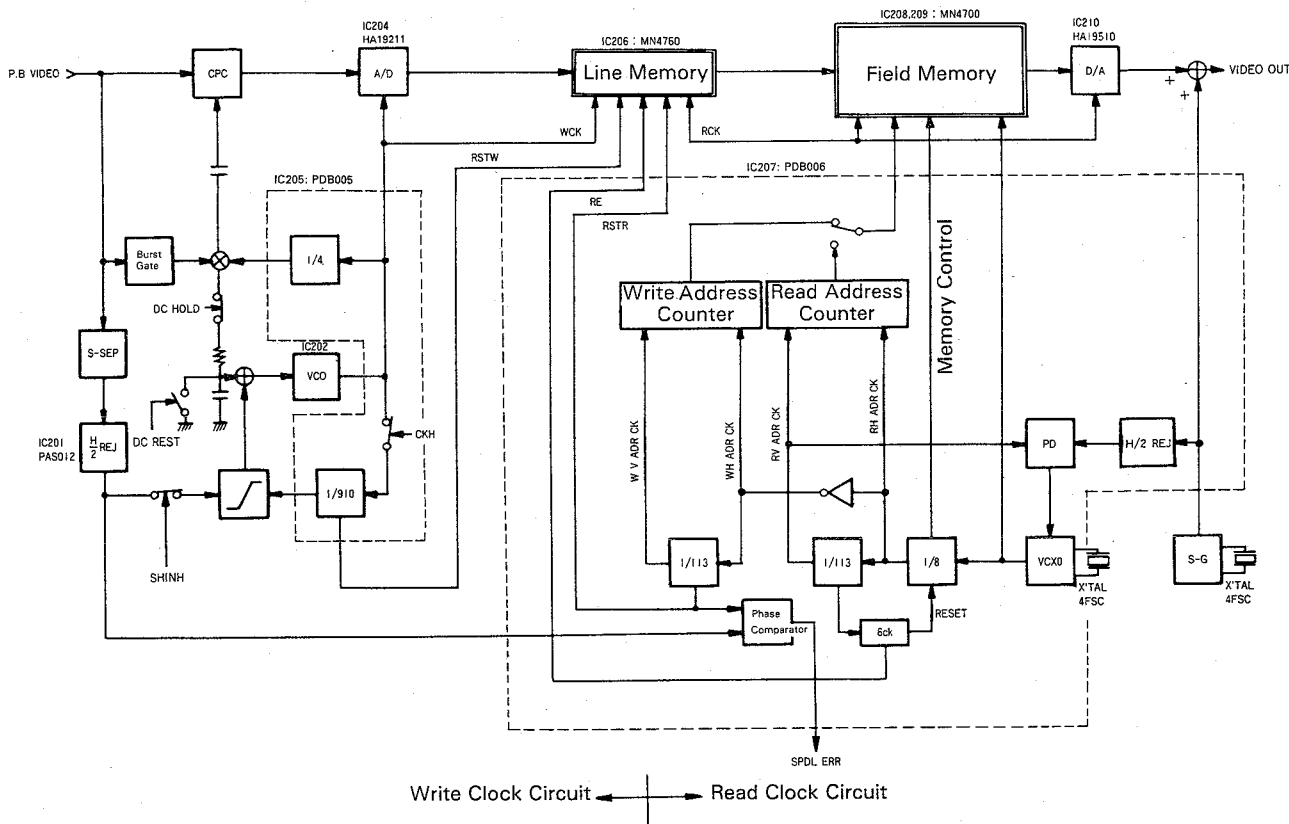 IC204
HA19211
IC206 : MN4760
IC208,209 : MN4700
IC210
HA19510
P.B VIDEO
CPC
A/D
Line Memory
Field Memory
D/A
ViDEO OUT
+
+
WCK
RCK
RSTW
IC205: PDB005
IC207: PDB006
RE
RSTR
Burst
Gate
1/4.
DC HOLD
Write Address
Counter
Read Address
Counter
Memory Control
S-SEP
IC202
VCO
IC201
PAS012
H/2 REJ
DC REST
CKH
W V ADR CK
WH ADR CK
RV ADR CK
RH ADR CK
PD
H/2 REJ
1/910
SHINH
1/113
1/113
1/8
VCX0
X'TAL
4FSC
S-G
X'TAL
4FSC
RESET
Phase
Comparator
6ck
SPDL ERR
Write Clock Circuit
Read Clock Circuit